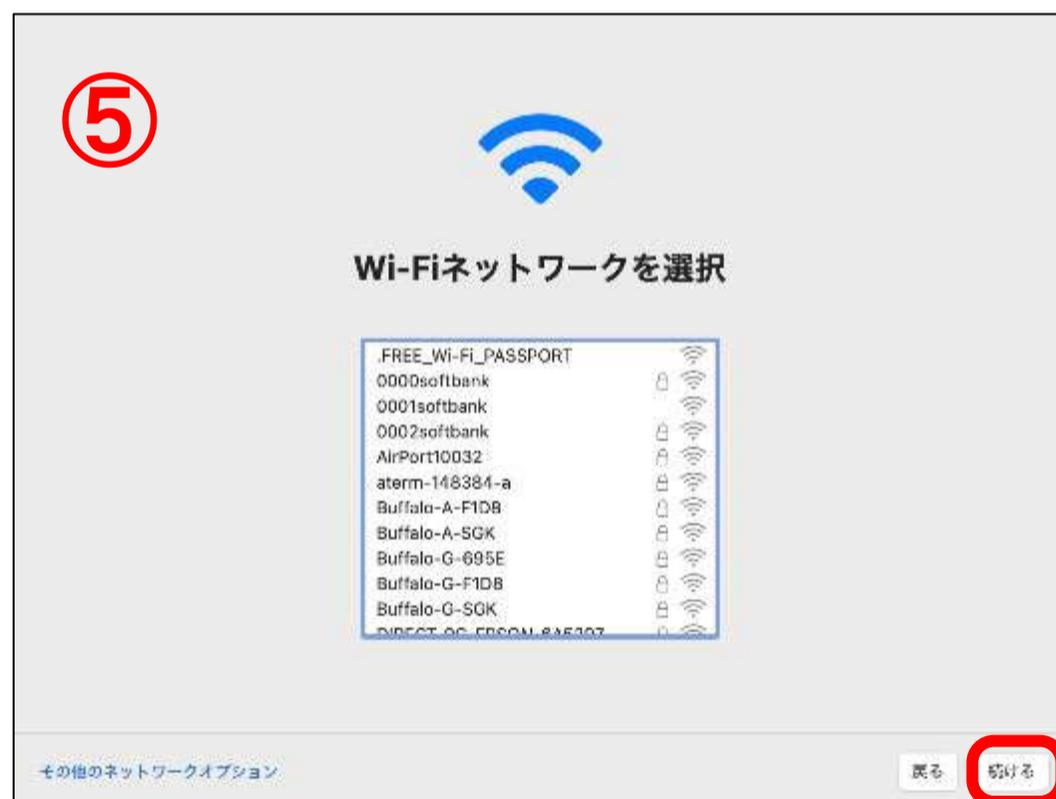 ⑤
Wi-Fiネットワークを選択
.FREE_Wi-Fi_PASSPORT
0000softbank
0001softbank
0002softbank
AirPort10032
aterm-148384-a
Buffalo-A-F1D8
Buffalo-A-SGK
Buffalo-G-695E
Buffalo-G-F1D8
Buffalo-G-SGK
その他のネットワークオプション
戻る
続ける